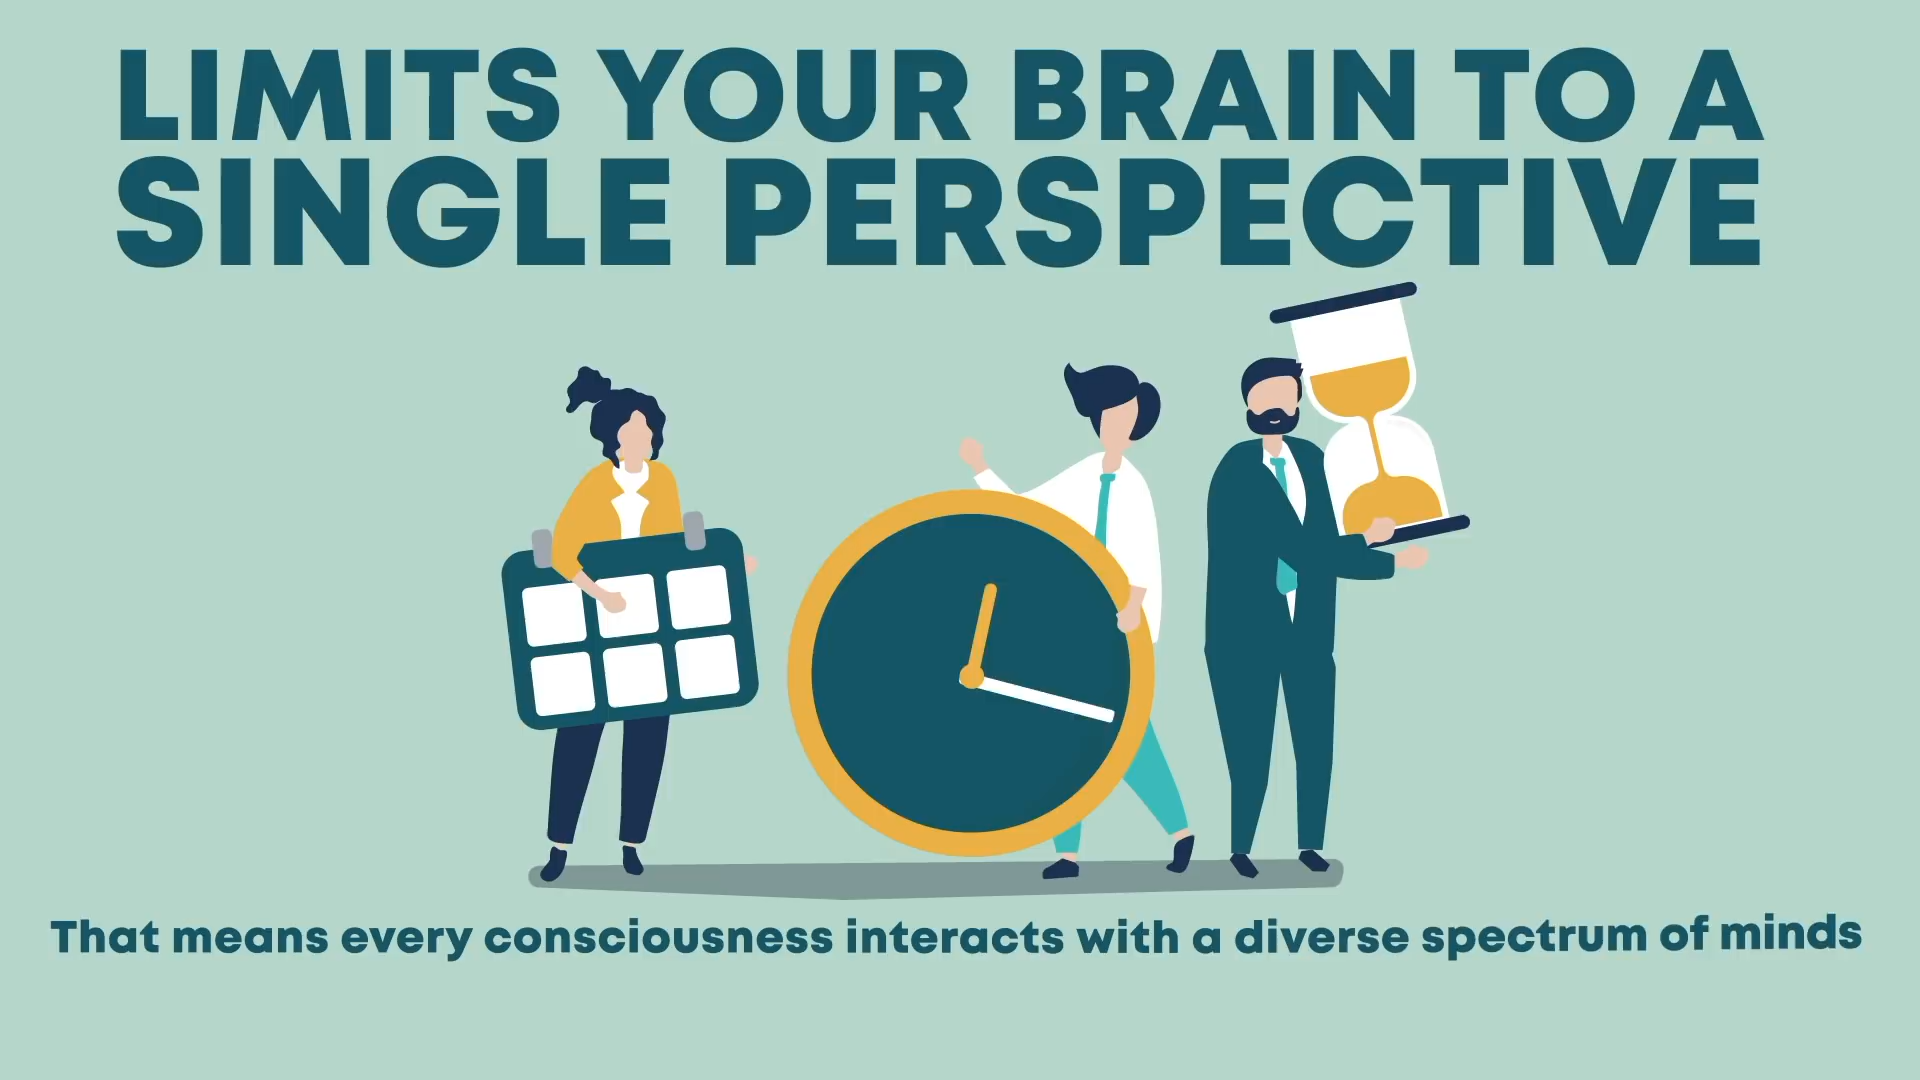 LIMITS YOUR BRAIN TO A
SINGLE PERSPECTIVE
That means every consciousness interacts with a diverse spectrum of minds